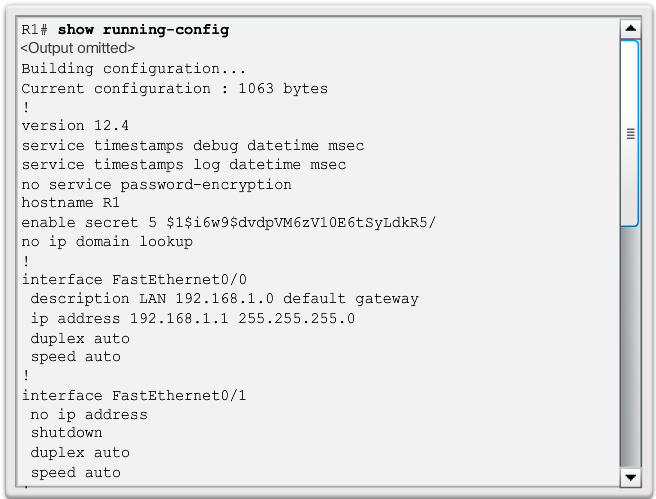 R1# show running-config
<Output omitted>
Building configuration...
Current configuration : 1063 bytes
!
version 12.4
service timestamps debug datetime msec
service timestamps log datetime msec
no service password-encryption
hostname R1
enable secret 5 $1$i6w9$dvdpVM6zV10E6tSyLdkR5/
no ip domain lookup
!
interface FastEthernet0/0
 description LAN 192.168.1.0 default gateway
 ip address 192.168.1.1 255.255.255.0
 duplex auto
 speed auto
!
interface FastEthernet0/1
 no ip address
 shutdown
 duplex auto
 speed auto